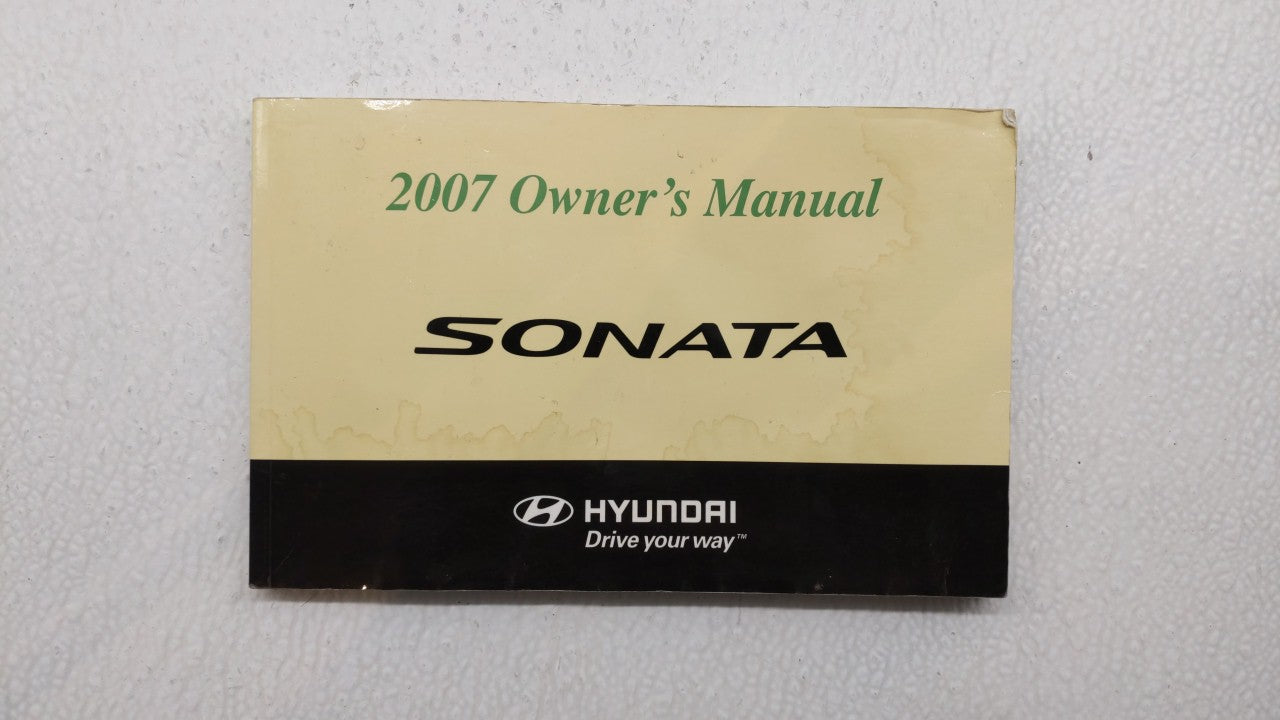 2007 Owner's Manual
SONATA
HYUNDAI
Drive your way™